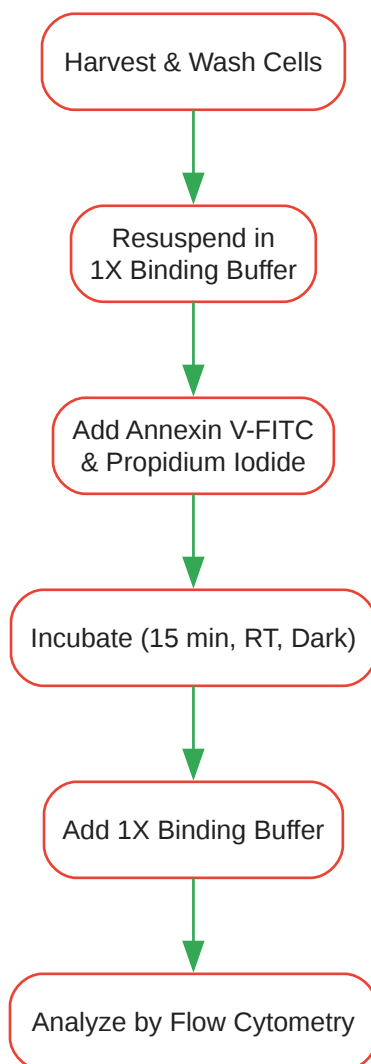 Harvest & Wash Cells
Resuspend in
1X Binding Buffer
Add Annexin V-FITC
& Propidium Iodide
Incubate (15 min, RT, Dark)
Add 1X Binding Buffer
Analyze by Flow Cytometry